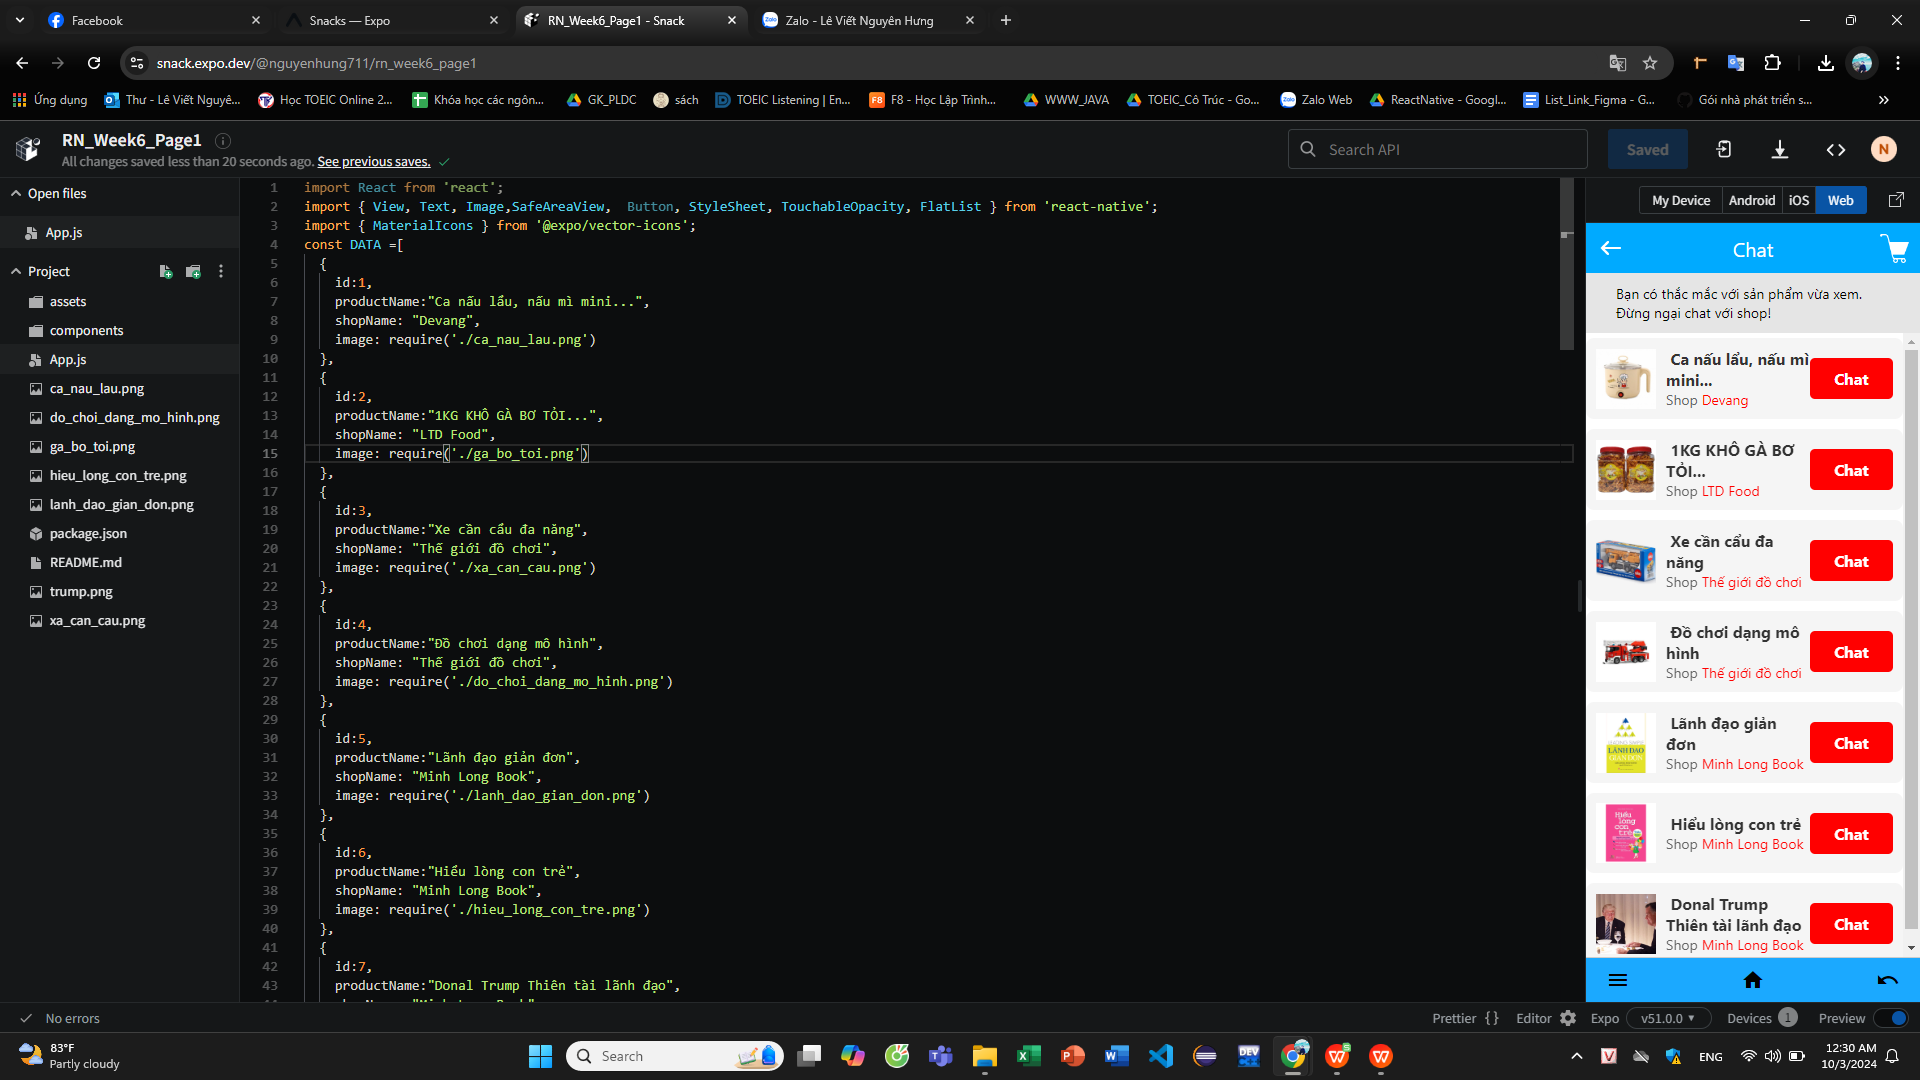 Facebook
Snacks — Expo
RN_Week6_Page1 - Snack
Zalo - Lê Viết Nguyên Hưng
snack.expo.dev/@nguyenhung711/rn_week6_page1
Ứng dụng
Thư - Lê Viết Nguyê...
Học TOEIC Online 2...
Khóa học các ngôn...
GK_PLDC
sách
TOEIC Listening | En...
F8 - Học Lập Trình...
WWW_JAVA
TOEIC_Cô Trúc - Go...
Zalo Web
ReactNative - Googl...
List_Link_Figma - G...
Gói nhà phát triển s...
RN_Week6_Page1
All changes saved less than 20 seconds ago. See previous saves.
Search API
Saved
N
Open files
App.js
Project
assets
components
App.js
ca_nau_lau.png
do_choi_dang_mo_hinh.png
ga_bo_toi.png
hieu_long_con_tre.png
lanh_dao_gian_don.png
package.json
README.md
trump.png
xa_can_cau.png
1 import React from 'react';
2 import { View, Text, Image,SafeAreaView,  Button, StyleSheet, TouchableOpacity, FlatList } from 'react-native';
3 import { MaterialIcons } from '@expo/vector-icons';
4 const DATA =[
5 {
6 id:1,
7 productName:"Ca nấu lẩu, nấu mì mini...",
8 shopName: "Devang",
9 image: require('./ca_nau_lau.png')
10 },
11 {
12 id:2,
13 productName:"1KG KHÔ GÀ BƠ TỎI...",
14 shopName: "LTD Food",
15 image: require('./ga_bo_toi.png')
16 },
17 {
18 id:3,
19 productName:"Xe cần cẩu đa năng",
20 shopName: "Thế giới đồ chơi",
21 image: require('./xa_can_cau.png')
22 },
23 {
24 id:4,
25 productName:"Đồ chơi dạng mô hình",
26 shopName: "Thế giới đồ chơi",
27 image: require('./do_choi_dang_mo_hinh.png')
28 },
29 {
30 id:5,
31 productName:"Lãnh đạo giản đơn",
32 shopName: "Minh Long Book",
33 image: require('./lanh_dao_gian_don.png')
34 },
35 {
36 id:6,
37 productName:"Hiểu lòng con trẻ",
38 shopName: "Minh Long Book",
39 image: require('./hieu_long_con_tre.png')
40 },
41 {
42 id:7,
43 productName:"Donal Trump Thiên tài lãnh đạo",
My Device
Android
iOS
Web
Chat
Bạn có thắc mắc với sản phẩm vừa xem.
Đừng ngại chat với shop!
Ca nấu lẩu, nấu mì
mini...
Shop Devang
Chat
1KG KHÔ GÀ BƠ
TỎI...
Shop LTD Food
Chat
Xe cần cẩu đa
năng
Shop Thế giới đồ chơi
Chat
Đồ chơi dạng mô
hình
Shop Thế giới đồ chơi
Chat
Lãnh đạo giản
đơn
Shop Minh Long Book
Chat
Hiểu lòng con trẻ
Shop Minh Long Book
Chat
Donal Trump
Thiên tài lãnh đạo
Shop Minh Long Book
Chat
No errors
Prettier { }
Editor
Expo
v51.0.0
Devices 1
Preview
83°F
Partly cloudy
Search
ENG
12:30 AM
10/3/2024